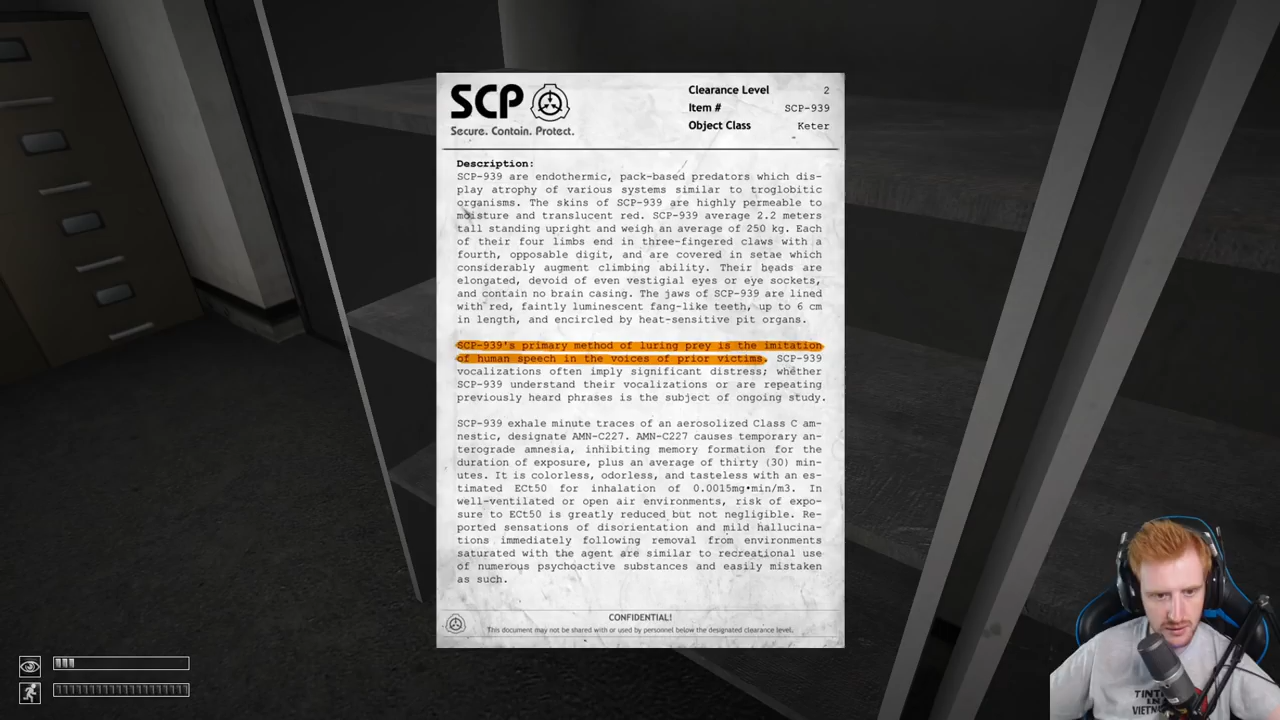 SCP
Secure. Contain. Protect.
Clearance Level 2
Item # SCP-939
Object Class Keter
Description:
SCP-939 are endothermic, pack-based predators which dis-
play atrophy of various systems similar to troglobitic
organisms. The skins of SCP-939 are highly permeable to
moisture and translucent red. SCP-939 average 2.2 meters
tall standing upright and weigh an average of 250 kg. Each
of their four limbs end in three-fingered claws with a
fourth, opposable digit, and are covered in setae which
considerably augment climbing ability. Their heads are
elongated, devoid of even vestigial eyes or eye sockets,
and contain no brain casing. The jaws of SCP-939 are lined
with red, faintly luminescent fang-like teeth, up to 6 cm
in length, and encircled by heat-sensitive pit organs.
SCP-939's primary method of luring prey is the imitation
of human speech in the voices of prior victims. SCP-939
vocalizations often imply significant distress; whether
SCP-939 understand their vocalizations or are repeating
previously heard phrases is the subject of ongoing study.
SCP-939 exhale minute traces of an aerosolized Class C am-
nestic, designate AMN-C227. AMN-C227 causes temporary an-
terograde amnesia, inhibiting memory formation for the
duration of exposure, plus an average of thirty (30) min-
utes. It is colorless, odorless, and tasteless with an es-
timated ECt50 for inhalation of 0.0015mg•min/m3. In
well-ventilated or open air environments, risk of expo-
sure to ECt50 is greatly reduced but not negligible. Re-
ported sensations of disorientation and mild hallucina-
tions immediately following removal from environments
saturated with the agent are similar to recreational use
of numerous psychoactive substances and easily mistaken
as such.
CONFIDENTIAL!
This document may not be shared with or used by personnel below the designated clearance level.
IN
VIETN